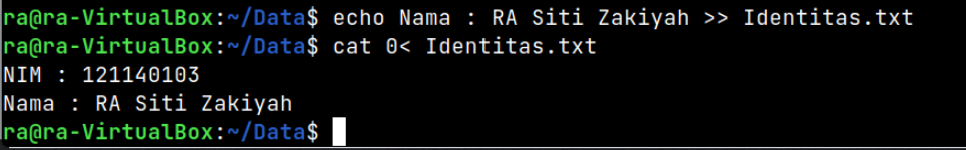 ra@ra-VirtualBox:~/Data$ echo Nama : RA Siti Zakiyah >> Identitas.txt
ra@ra-VirtualBox:~/Data$ cat 0< Identitas.txt
NIM : 121140103
Nama : RA Siti Zakiyah
ra@ra-VirtualBox:~/Data$